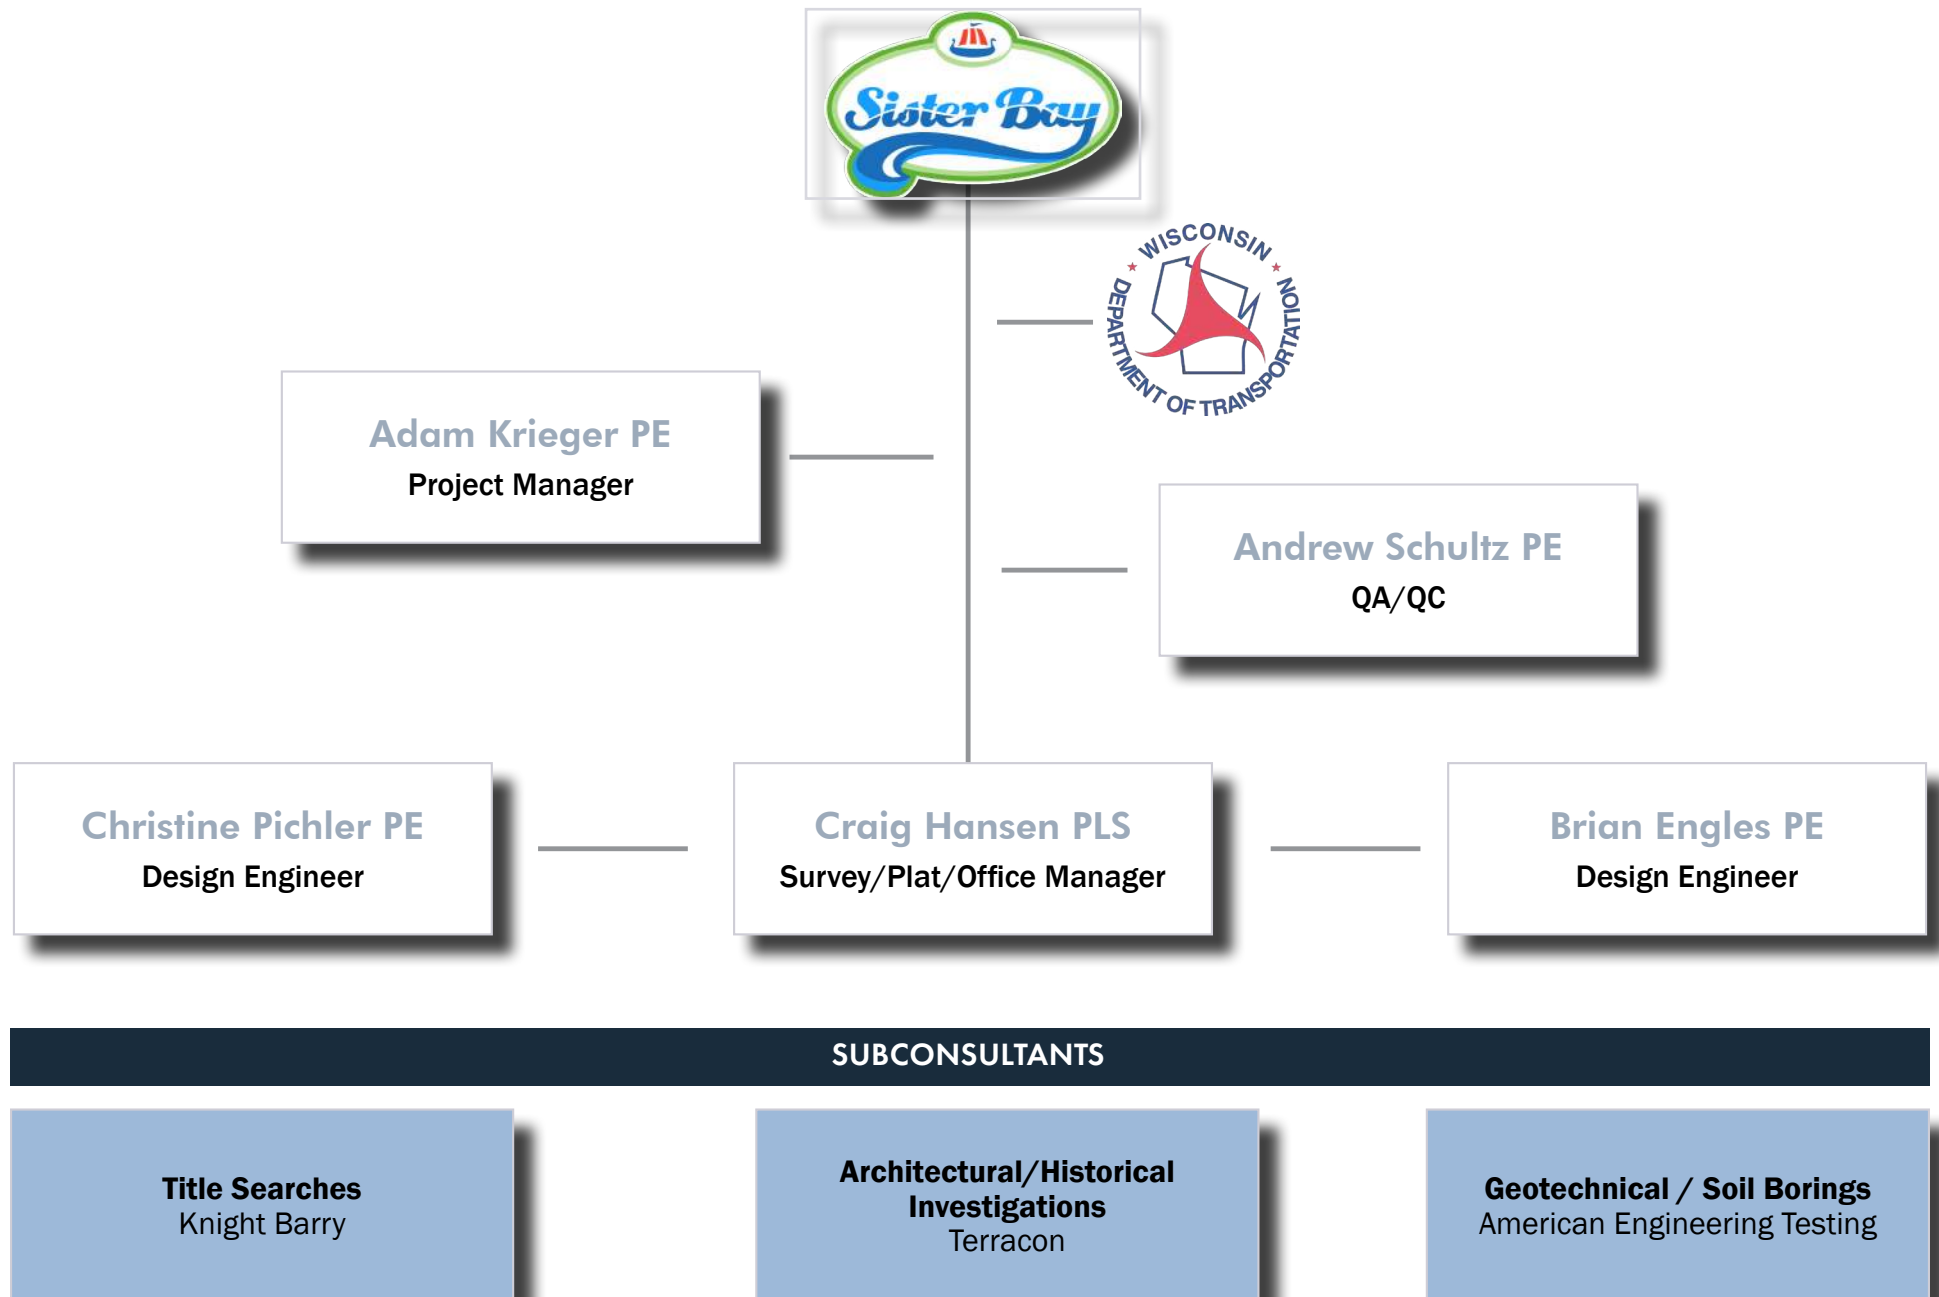 Sister Bay
WISCONSIN
DEPARTMENT OF TRANSPORTATION
Adam Krieger PE
Project Manager
Andrew Schultz PE
QA/QC
Christine Pichler PE
Design Engineer
Craig Hansen PLS
Survey/Plat/Office Manager
Brian Engles PE
Design Engineer
SUBCONSULTANTS
Title Searches
Knight Barry
Architectural/Historical
Investigations
Terracon
Geotechnical / Soil Borings
American Engineering Testing